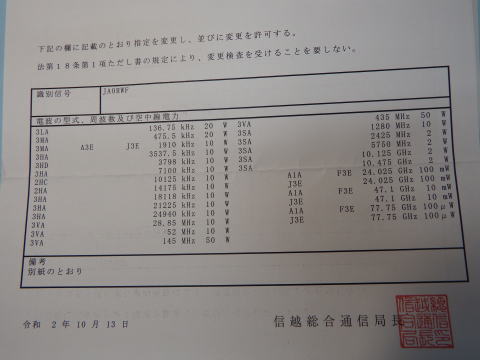 下記の欄に記載のとおり指定を変更し、並びに変更を許可する。
法第18条第1項ただし書の規定により、変更検査を受けることを要しない。
識別信号 JA0RWF
電波の型式、周波数及び空中線電力
3LA 136.75 kHz 20 W
3MA 475.5 kHz 20 W
3MA A3E J3E 1910 kHz 10 W
3HA 3537.5 kHz 10 W
3HD 3798 kHz 10 W
3HA 7100 kHz 10 W
2HC 10125 kHz 10 W
2HA 14175 kHz 10 W
3HA 18118 kHz 10 W
3HA 21225 kHz 10 W
3HA 24940 kHz 10 W
3VA 28.85 MHz 10 W
3VA 52 MHz 10 W
3VA 145 MHz 50 W
3VA 435 MHz 50 W
3SA 1280 MHz 10 W
3SA 2425 MHz 2 W
3SA 5750 MHz 2 W
3SA 10.125 GHz 2 W
3SA 10.475 GHz 2 W
A1A F3E 24.025 GHz 100 mW
J3E 24.025 GHz 100 mW
A1A F3E 47.1 GHz 10 mW
J3E 47.1 GHz 10 mW
A1A F3E 77.75 GHz 100μW
J3E 77.75 GHz 100μW
備考
別紙のとおり
令和 2年10月13日
信越総合通信局長